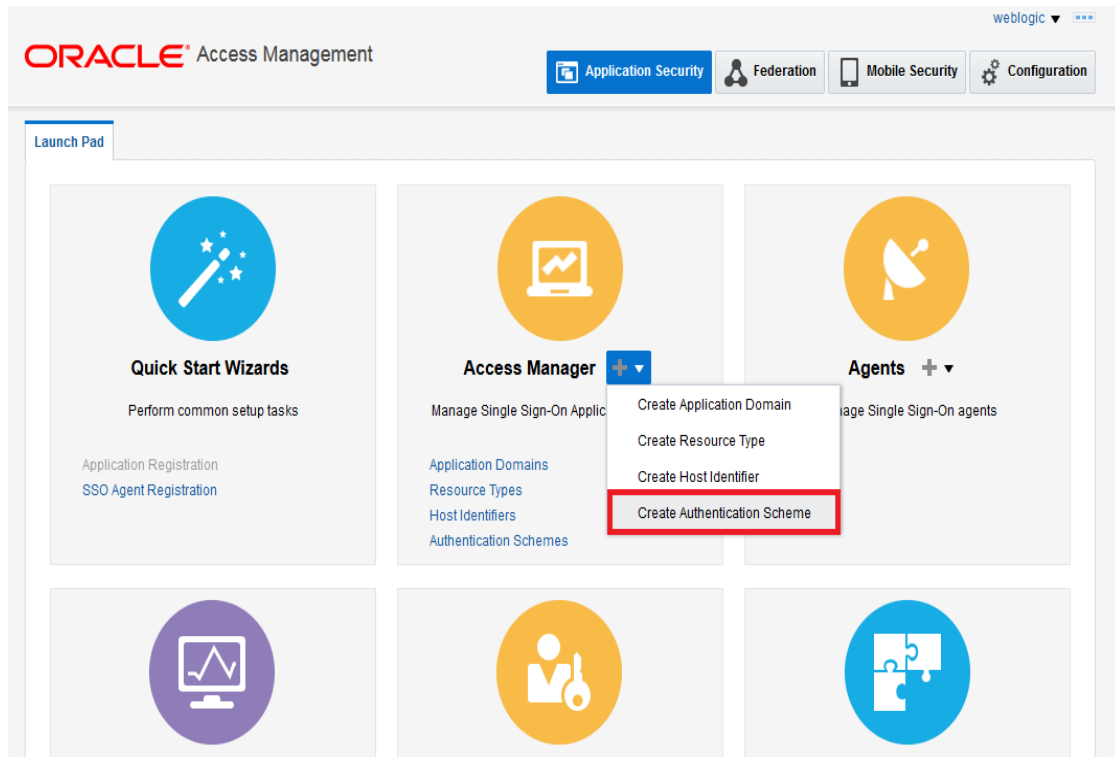 weblogic
ORACLE® Access Management
Application Security
Federation
Mobile Security
Configuration
Launch Pad
Quick Start Wizards
Perform common setup tasks
Application Registration
SSO Agent Registration
Access Manager
Manage Single Sign-On Applic
Application Domains
Resource Types
Host Identifiers
Authentication Schemes
Create Application Domain
Create Resource Type
Create Host Identifier
Create Authentication Scheme
Agents
age Single Sign-On agents